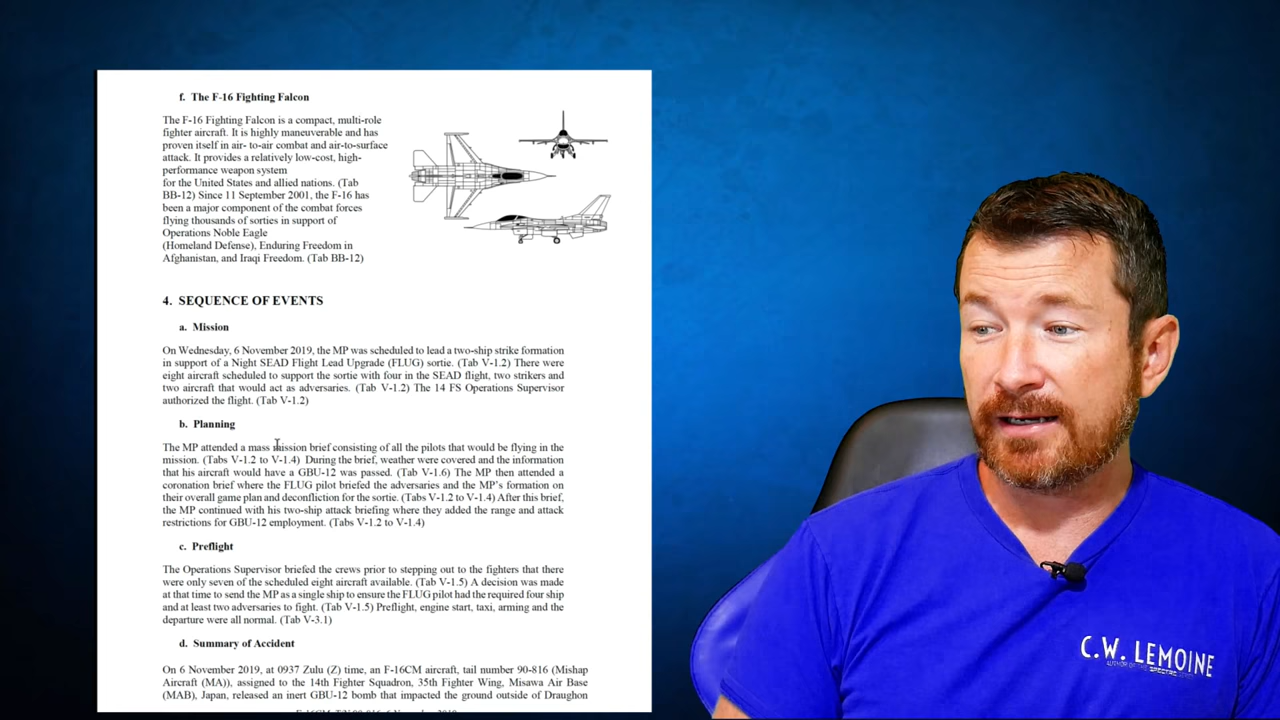 f. The F-16 Fighting Falcon
The F-16 Fighting Falcon is a compact, multi-role
fighter aircraft. It is highly maneuverable and has
proven itself in air- to-air combat and air-to-surface
attack. It provides a relatively low-cost, high-
performance weapon system
for the United States and allied nations. (Tab
BB-12) Since 11 September 2001, the F-16 has
been a major component of the combat forces
flying thousands of sorties in support of
Operations Noble Eagle
(Homeland Defense), Enduring Freedom in
Afghanistan, and Iraqi Freedom. (Tab BB-12)
4. SEQUENCE OF EVENTS
a. Mission
On Wednesday, 6 November 2019, the MP was scheduled to lead a two-ship strike formation
in support of a Night SEAD Flight Lead Upgrade (FLUG) sortie. (Tab V-1.2) There were
eight aircraft scheduled to support the sortie with four in the SEAD flight, two strikers and
two aircraft that would act as adversaries. (Tab V-1.2) The 14 FS Operations Supervisor
authorized the flight. (Tab V-1.2)
b. Planning
The MP attended a mass mission brief consisting of all the pilots that would be flying in the
mission. (Tabs V-1.2 to V-1.4) During the brief, weather were covered and the information
that his aircraft would have a GBU-12 was passed. (Tab V-1.6) The MP then attended a
coronation brief where the FLUG pilot briefed the adversaries and the MP's formation on
their overall game plan and deconfliction for the sortie. (Tabs V-1.2 to V-1.4) After this brief,
the MP continued with his two-ship attack briefing where they added the range and attack
restrictions for GBU-12 employment. (Tabs V-1.2 to V-1.4)
c. Preflight
The Operations Supervisor briefed the crews prior to stepping out to the fighters that there
were only seven of the scheduled eight aircraft available. (Tab V-1.5) A decision was made
at that time to send the MP as a single ship to ensure the FLUG pilot had the required four ship
and at least two adversaries to fight. (Tab V-1.5) Preflight, engine start, taxi, arming and the
departure were all normal. (Tab V-3.1)
d. Summary of Accident
On 6 November 2019, at 0937 Zulu (Z) time, an F-16CM aircraft, tail number 90-816 (Mishap
Aircraft (MA)), assigned to the 14th Fighter Squadron, 35th Fighter Wing, Misawa Air Base
(MAB), Japan, released an inert GBU-12 bomb that impacted the ground outside of Draughon
C.W. LEMOINE
AUTHOR OF THE SPECTRE SERIES